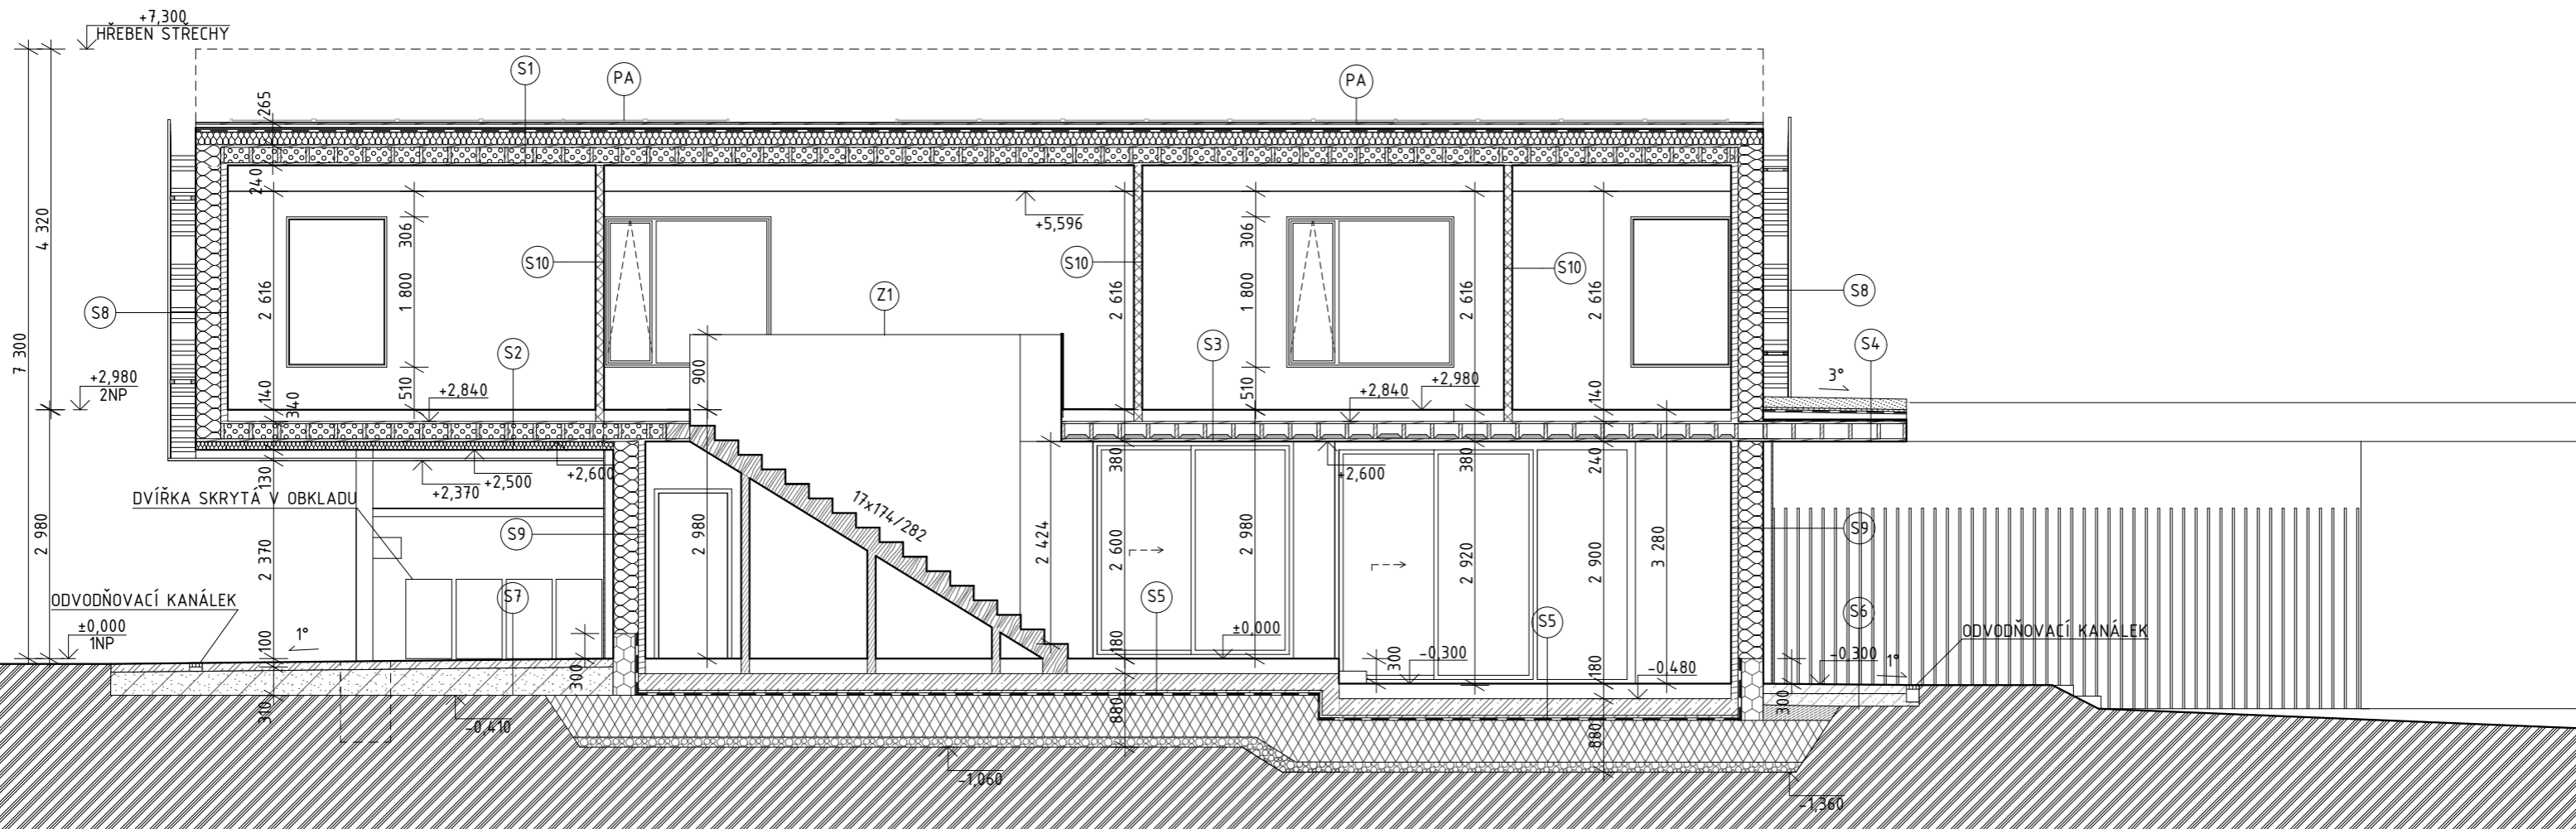 +7,300
HŘEBEN STŘECHY
S1
PA
PA
265
240
4 320
7 300
306
1 800
510
2 616
140
340
S10
+5,596
S10
S10
2 616
306
1 800
510
2 616
2 616
140
S8
S8
Z1
S2
S3
S4
3°
900
+2,980
2NP
+2,840
+2,840
+2,980
130
+2,370
+2,500
+2,600
380
+2,600
380
240
DVÍŘKA SKRYTÁ V OBKLADU
17x174/282
S9
S9
2 980
2 370
2 980
2 424
2 600
2 980
2 920
2 900
3 280
S7
S5
S5
S6
ODVODŇOVACÍ KANÁLEK
ODVODŇOVACÍ KANÁLEK
±0,000
1NP
1°
100
300
180
±0,000
300
-0,300
180
-0,480
-0,300
1°
300
310
-0,410
880
880
-1,060
-1,360